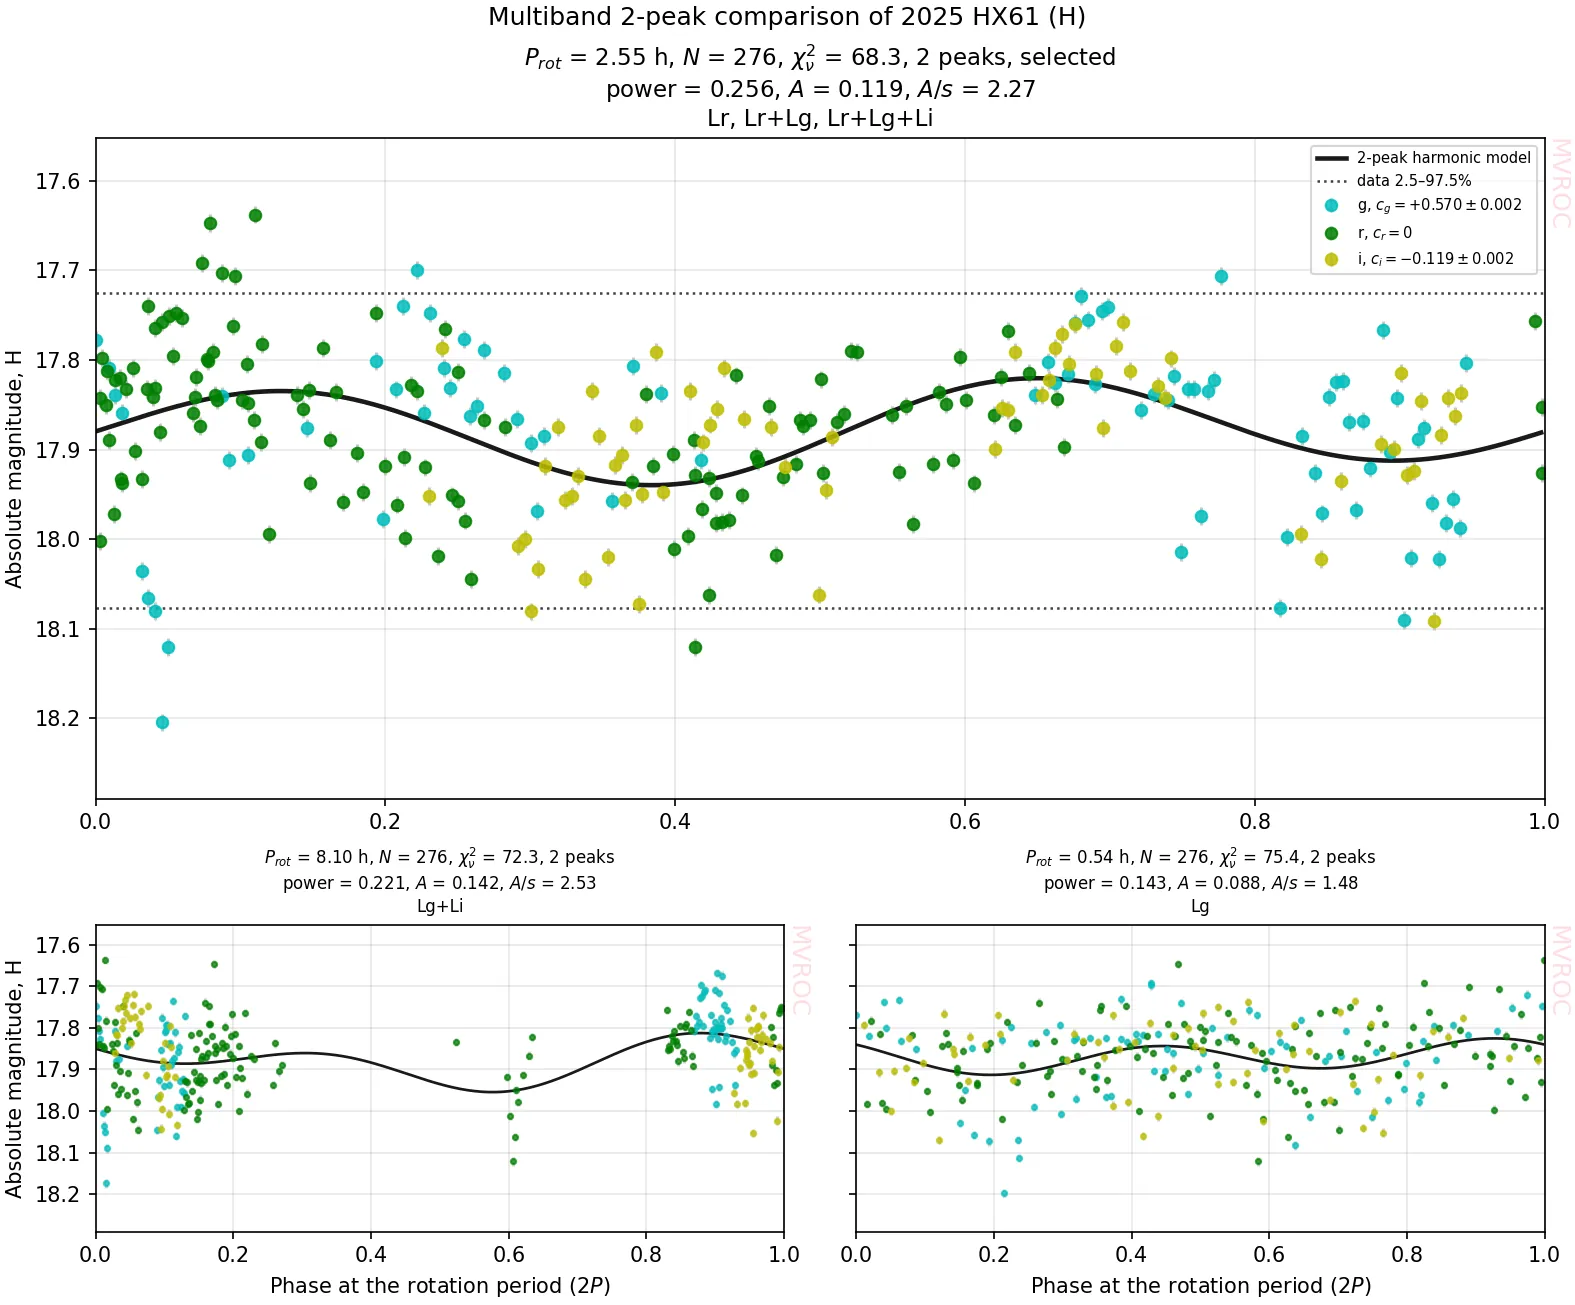 Multiband 2-peak comparison of 2025 HX61 (H)
P_rot = 2.55 h, N = 276, χ²_ν = 68.3, 2 peaks, selected
power = 0.256, A = 0.119, A/s = 2.27
Lr, Lr+Lg, Lr+Lg+Li
2-peak harmonic model
data 2.5–97.5%
g, c_g = +0.570 ± 0.002
r, c_r = 0
i, c_i = −0.119 ± 0.002
MVROC
Absolute magnitude, H
17.6
17.7
17.8
17.9
18.0
18.1
18.2
0.0 0.2 0.4 0.6 0.8 1.0
P_rot = 8.10 h, N = 276, χ²_ν = 72.3, 2 peaks
power = 0.221, A = 0.142, A/s = 2.53
Lg+Li
MVROC
Absolute magnitude, H
17.6
17.7
17.8
17.9
18.0
18.1
18.2
0.0 0.2 0.4 0.6 0.8 1.0
Phase at the rotation period (2P)
P_rot = 0.54 h, N = 276, χ²_ν = 75.4, 2 peaks
power = 0.143, A = 0.088, A/s = 1.48
Lg
MVROC
0.0 0.2 0.4 0.6 0.8 1.0
Phase at the rotation period (2P)